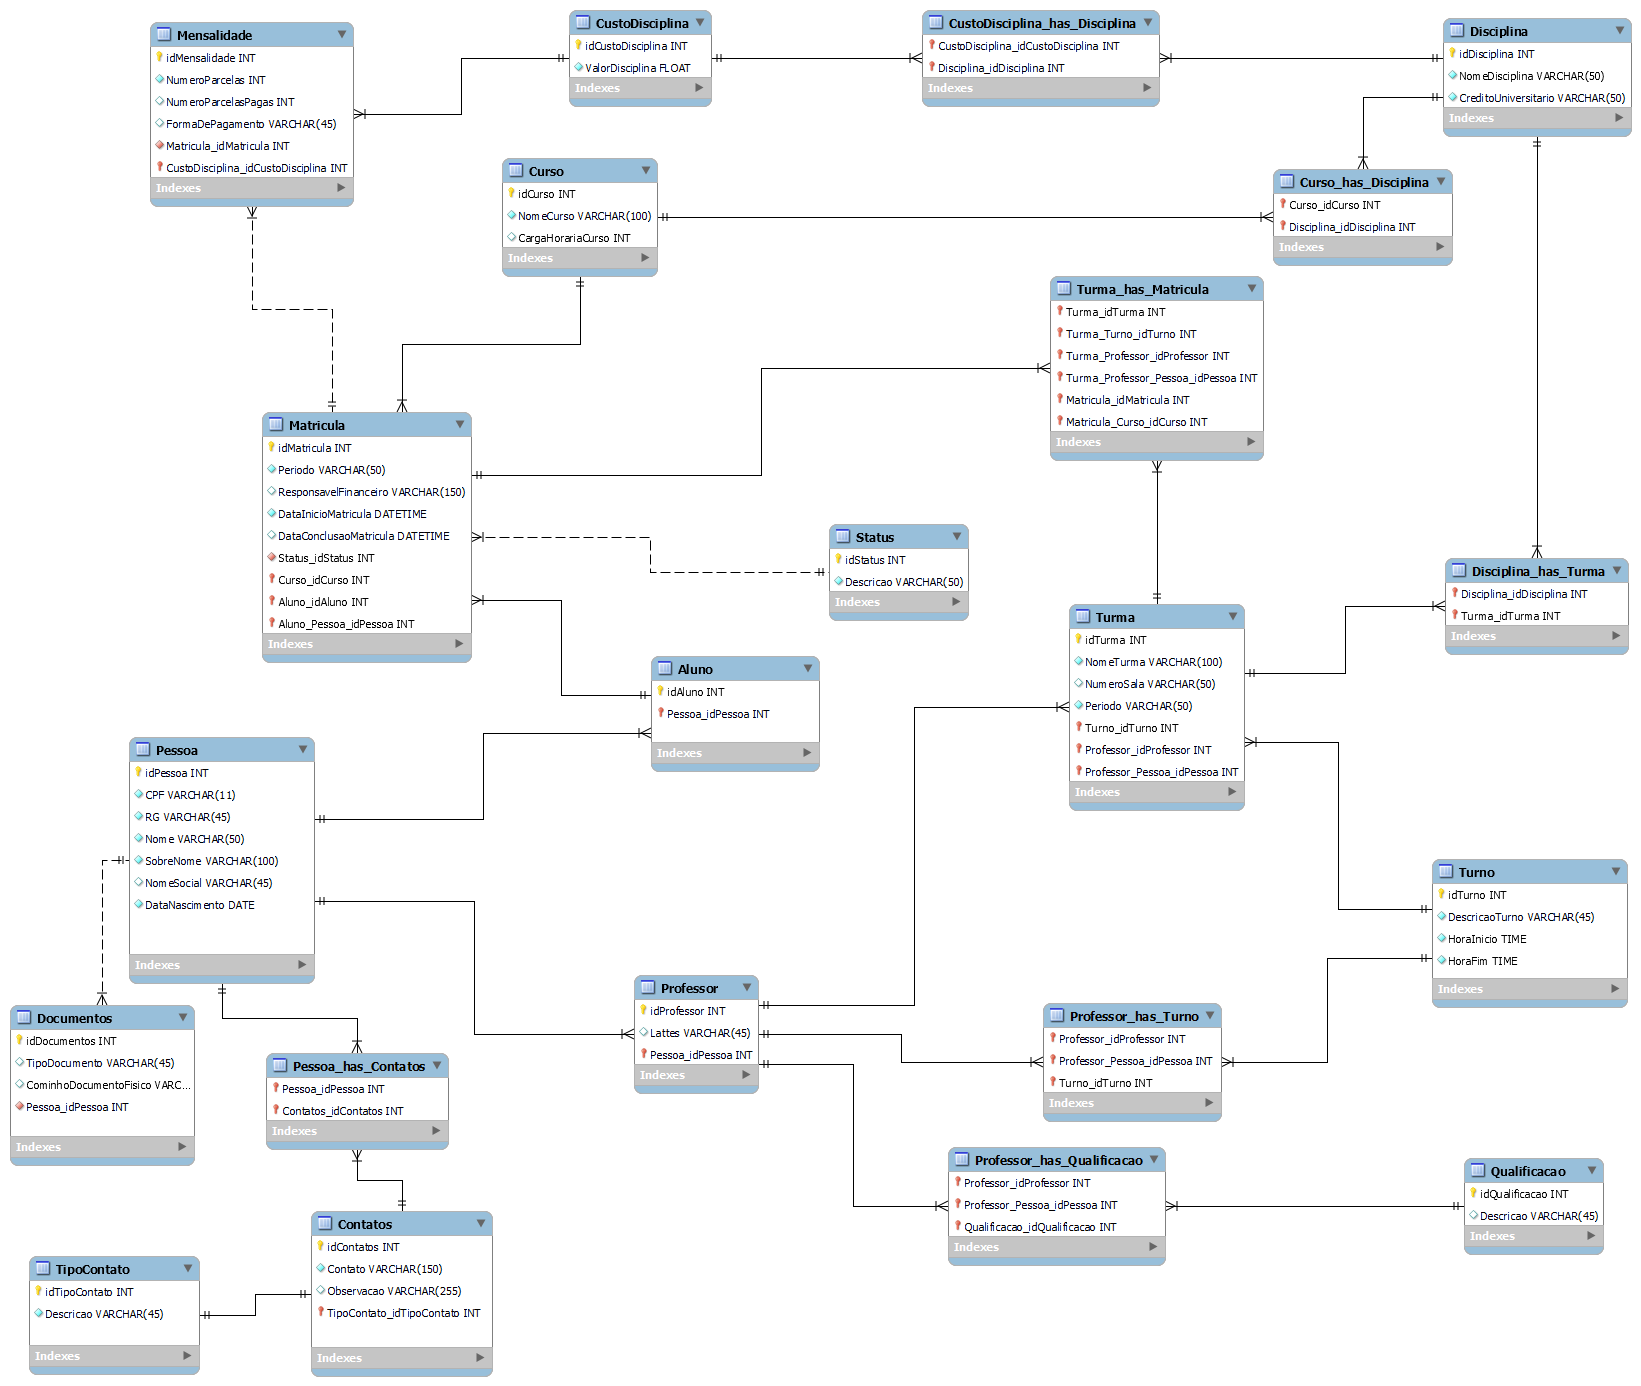 Mensalidade
idMensalidade INT
NumeroParcelas INT
NumeroParcelasPagas INT
FormaDePagamento VARCHAR(45)
Matricula_idMatricula INT
CustoDisciplina_idCustoDisciplina INT
Indexes
CustoDisciplina
idCustoDisciplina INT
ValorDisciplina FLOAT
Indexes
CustoDisciplina_has_Disciplina
CustoDisciplina_idCustoDisciplina INT
Disciplina_idDisciplina INT
Indexes
Disciplina
idDisciplina INT
NomeDisciplina VARCHAR(50)
CreditoUniversitario VARCHAR(50)
Indexes
Curso
idCurso INT
NomeCurso VARCHAR(100)
CargaHorariaCurso INT
Indexes
Curso_has_Disciplina
Curso_idCurso INT
Disciplina_idDisciplina INT
Indexes
Turma_has_Matricula
Turma_idTurma INT
Turma_Turno_idTurno INT
Turma_Professor_idProfessor INT
Turma_Professor_Pessoa_idPessoa INT
Matricula_idMatricula INT
Matricula_Curso_idCurso INT
Indexes
Matricula
idMatricula INT
Periodo VARCHAR(50)
ResponsavelFinanceiro VARCHAR(150)
DataInicioMatricula DATETIME
DataConclusaoMatricula DATETIME
Status_idStatus INT
Curso_idCurso INT
Aluno_idAluno INT
Aluno_Pessoa_idPessoa INT
Indexes
Status
idStatus INT
Descricao VARCHAR(50)
Indexes
Disciplina_has_Turma
Disciplina_idDisciplina INT
Turma_idTurma INT
Indexes
Turma
idTurma INT
NomeTurma VARCHAR(100)
NumeroSala VARCHAR(50)
Periodo VARCHAR(50)
Turno_idTurno INT
Professor_idProfessor INT
Professor_Pessoa_idPessoa INT
Indexes
Aluno
idAluno INT
Pessoa_idPessoa INT
Indexes
Pessoa
idPessoa INT
CPF VARCHAR(11)
RG VARCHAR(45)
Nome VARCHAR(50)
SobreNome VARCHAR(100)
NomeSocial VARCHAR(45)
DataNascimento DATE
Indexes
Turno
idTurno INT
DescricaoTurno VARCHAR(45)
HoraInicio TIME
HoraFim TIME
Indexes
Professor
idProfessor INT
Lattes VARCHAR(45)
Pessoa_idPessoa INT
Indexes
Professor_has_Turno
Professor_idProfessor INT
Professor_Pessoa_idPessoa INT
Turno_idTurno INT
Indexes
Documentos
idDocumentos INT
TipoDocumento VARCHAR(45)
CominhoDocumentoFisico VARC...
Pessoa_idPessoa INT
Indexes
Pessoa_has_Contatos
Pessoa_idPessoa INT
Contatos_idContatos INT
Indexes
Professor_has_Qualificacao
Professor_idProfessor INT
Professor_Pessoa_idPessoa INT
Qualificacao_idQualificacao INT
Indexes
Qualificacao
idQualificacao INT
Descricao VARCHAR(45)
Indexes
Contatos
idContatos INT
Contato VARCHAR(150)
Observacao VARCHAR(255)
TipoContato_idTipoContato INT
Indexes
TipoContato
idTipoContato INT
Descricao VARCHAR(45)
Indexes